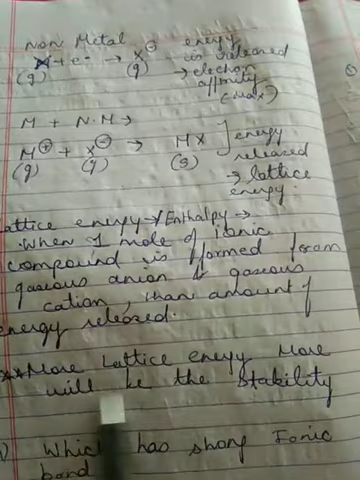 Non Metal energy
X + e- → X⊖ is released
(g) (g) → electron
affinity
(max)
M + N.M →
M⊕ + X⊖ → MX energy
(g) (g) (s) released
→ lattice
energy.
Lattice energy / Enthalpy →
When 1 mole of ionic
compound is formed from
gaseous anion & gaseous
cation, than amount of
energy released.
**More Lattice energy More
will be the Stability
Which has strong Ionic
bond